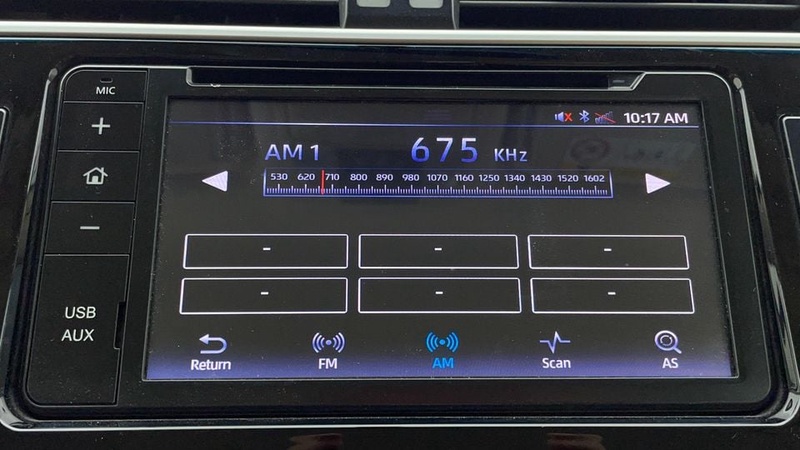 MIC
10:17 AM
AM 1 675 KHz
530 620 710 800 890 980 1070 1160 1250 1340 1430 1520 1602
- - -
- - -
USB
AUX
Return FM AM Scan AS